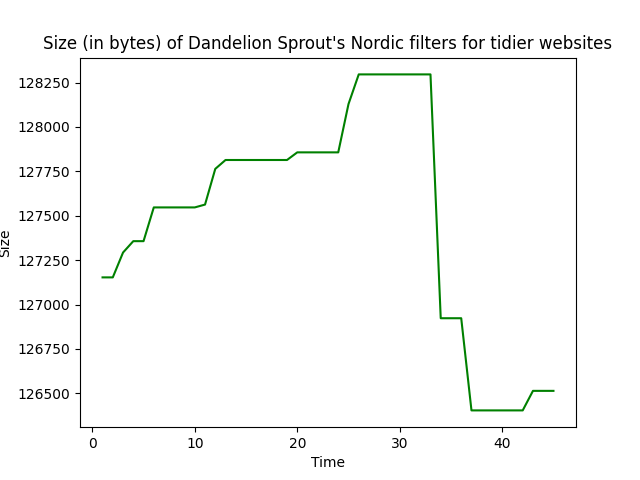 Size (in bytes) of Dandelion Sprout's Nordic filters for tidier websites
128250
128000
127750
127500
127250
127000
126750
126500
Size
0 10 20 30 40
Time